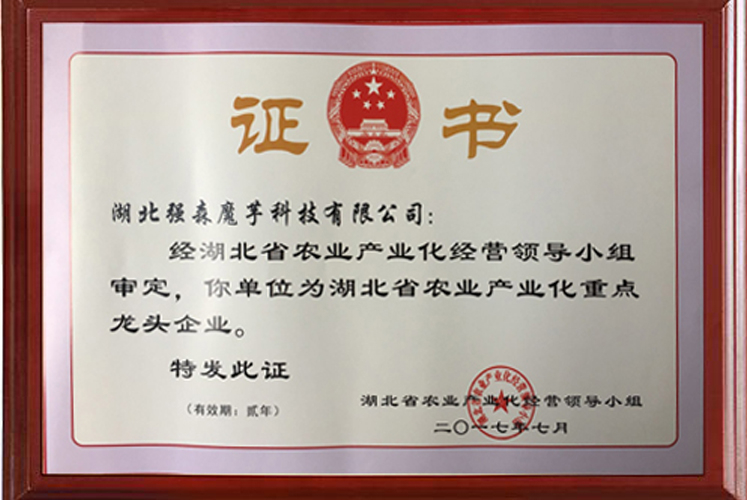 证书
湖北强森魔芋科技有限公司：
经湖北省农业产业化经营领导小组
审定，你单位为湖北省农业产业化重点
龙头企业。
特发此证
（有效期：贰年）
湖北省农业产业化经营领导小组
二〇一七年七月